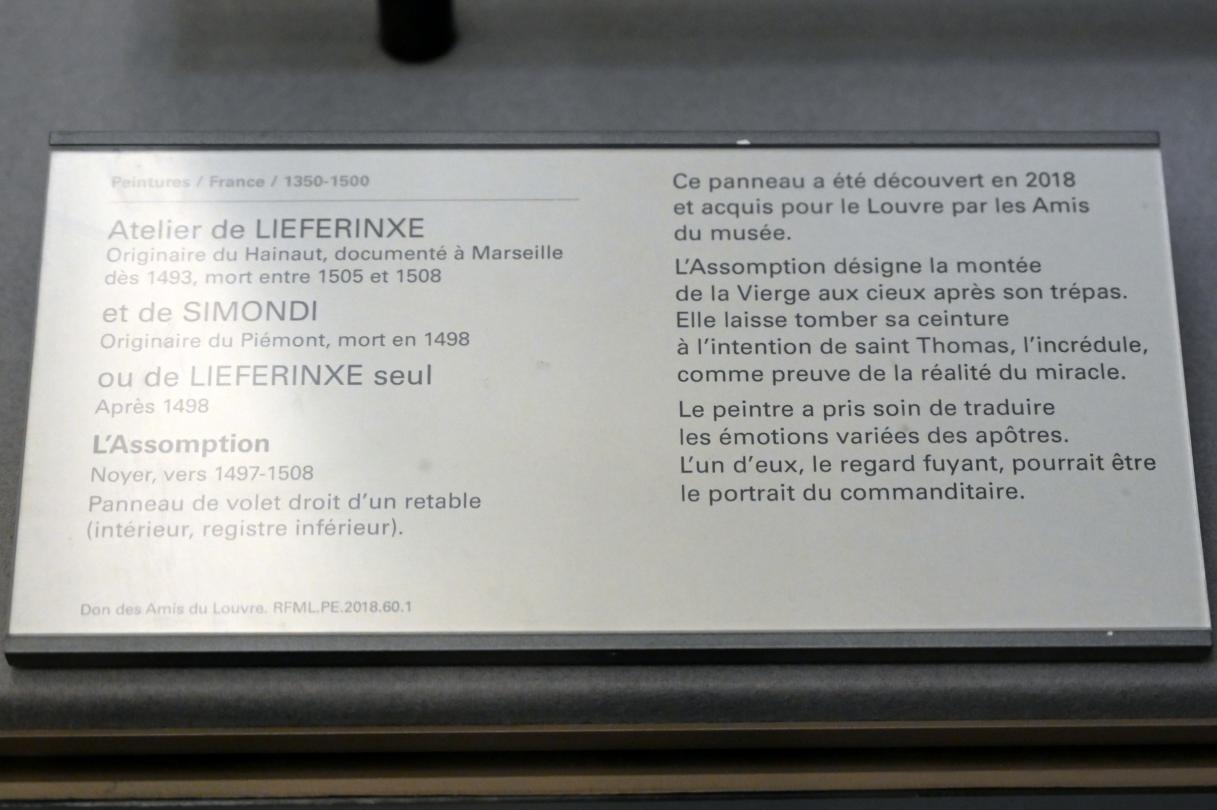 Peintures / France / 1350-1500
Atelier de LIEFERINXE
Originaire du Hainaut, documenté à Marseille
dès 1493, mort entre 1505 et 1508
et de SIMONDI
Originaire du Piémont, mort en 1498
ou de LIEFERINXE seul
Après 1498
L'Assomption
Noyer, vers 1497-1508
Panneau de volet droit d'un retable
(intérieur, registre inférieur).
Don des Amis du Louvre. RFML.PE.2018.60.1
Ce panneau a été découvert en 2018
et acquis pour le Louvre par les Amis
du musée.
L'Assomption désigne la montée
de la Vierge aux cieux après son trépas.
Elle laisse tomber sa ceinture
à l'intention de saint Thomas, l'incrédule,
comme preuve de la réalité du miracle.
Le peintre a pris soin de traduire
les émotions variées des apôtres.
L'un d'eux, le regard fuyant, pourrait être
le portrait du commanditaire.